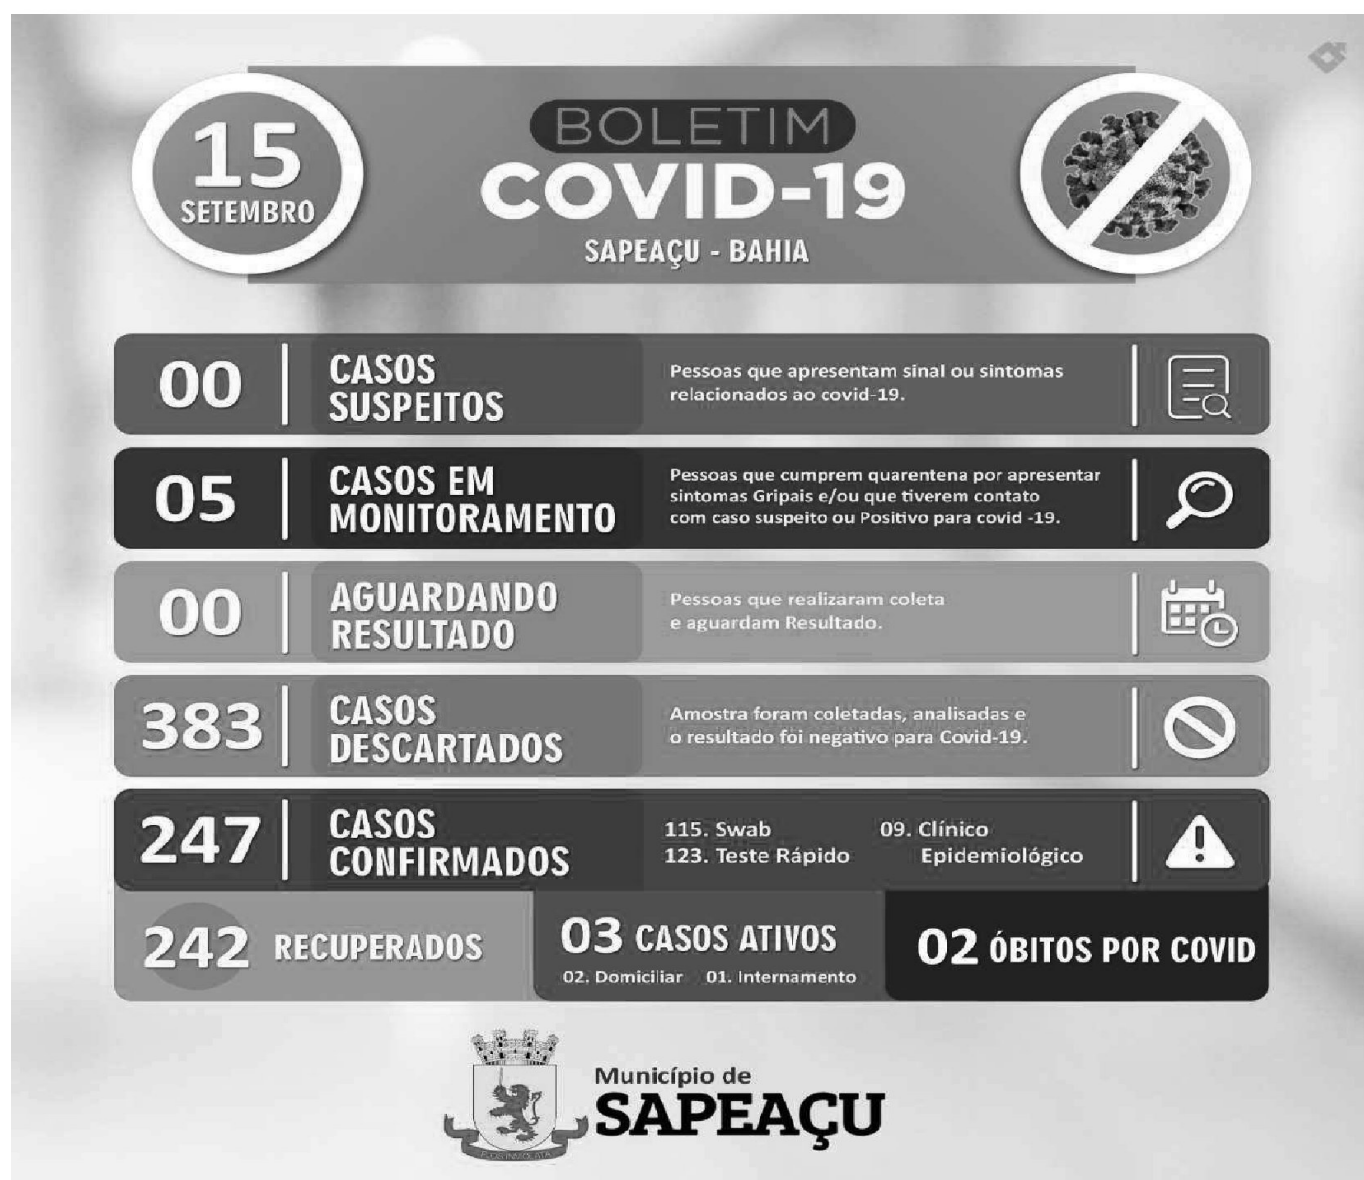 15
SETEMBRO
BOLETIM
COVID-19
SAPEAÇU - BAHIA
00
CASOS
SUSPEITOS
Pessoas que apresentam sinal ou sintomas
relacionados ao covid-19.
05
CASOS EM
MONITORAMENTO
Pessoas que cumprem quarentena por apresentar
sintomas Gripais e/ou que tiverem contato
com caso suspeito ou Positivo para covid -19.
00
AGUARDANDO
RESULTADO
Pessoas que realizaram coleta
e aguardam Resultado.
383
CASOS
DESCARTADOS
Amostra foram coletadas, analisadas e
o resultado foi negativo para Covid-19.
247
CASOS
CONFIRMADOS
115. Swab
123. Teste Rápido
09. Clínico
Epidemiológico
242 RECUPERADOS
03 CASOS ATIVOS
02. Domiciliar 01. Internamento
02 ÓBITOS POR COVID
Município de
SAPEAÇU